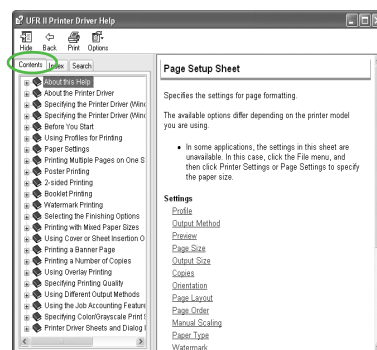 UFR II Printer Driver Help
Hide Back Print Options
Contents Index Search
About this Help
About the Printer Driver
Specifying the Printer Driver (Wind
Specifying the Printer Driver (Wind
Before You Start
Using Profiles for Printing
Paper Settings
Printing Multiple Pages on One S
Poster Printing
2-sided Printing
Booklet Printing
Watermark Printing
Selecting the Finishing Options
Printing with Mixed Paper Sizes
Using Cover or Sheet Insertion O
Printing a Banner Page
Printing a Number of Copies
Using Overlay Printing
Specifying Printing Quality
Using Different Output Methods
Using the Job Accounting Feature
Specifying Color/Grayscale Print S
Printer Driver Sheets and Dialog
Page Setup Sheet
Specifies the settings for page formatting.
The available options differ depending on the printer model
you are using.
• In some applications, the settings in this sheet are
unavailable. In this case, click the File menu, and
then click Printer Settings or Page Settings to specify
the paper size.
Settings
Profile
Output Method
Preview
Page Size
Output Size
Copies
Orientation
Page Layout
Page Order
Manual Scaling
Paper Type
Watermark